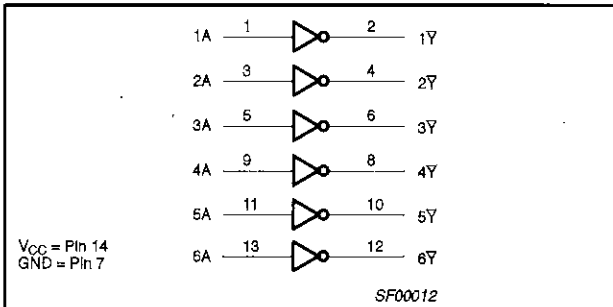 1A 1 2 1Y̅
2A 3 4 2Y̅
3A 5 6 3Y̅
4A 9 8 4Y̅
5A 11 10 5Y̅
6A 13 12 6Y̅
VCC = Pin 14
GND = Pin 7
SF00012